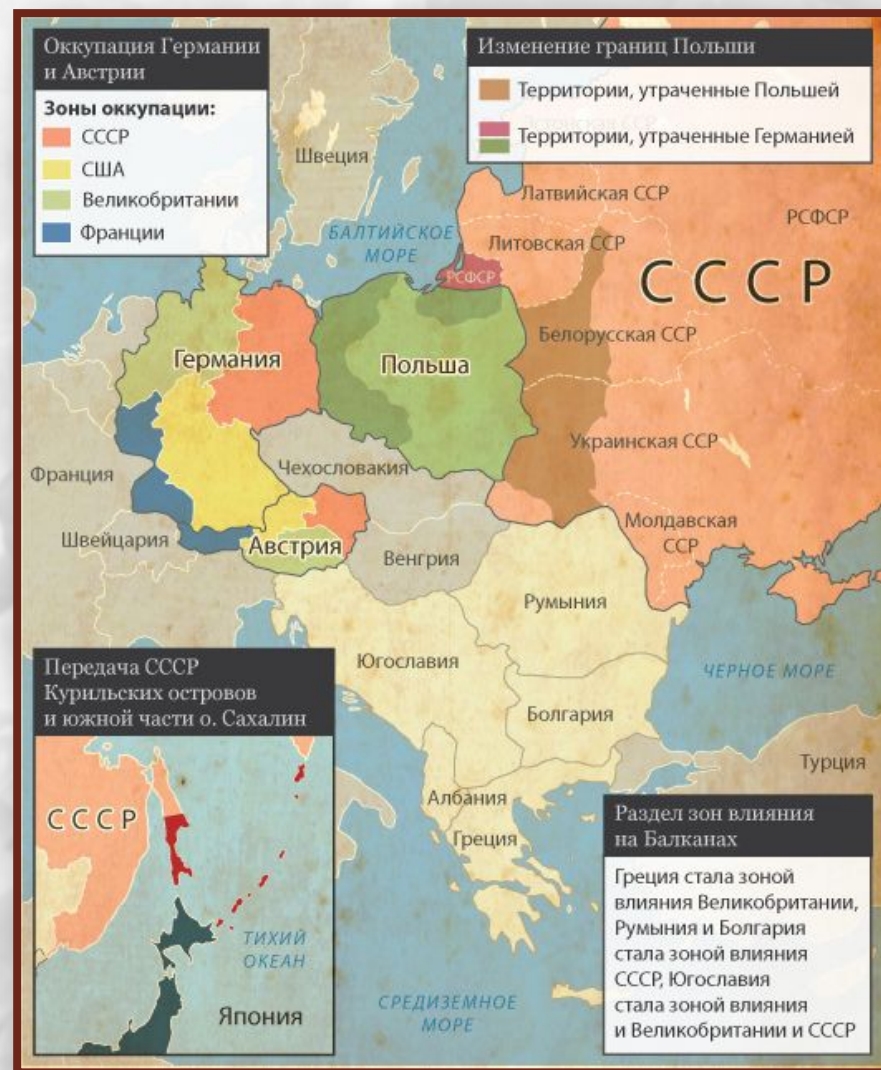 Оккупация Германии
и Австрии
Зоны оккупации:
СССР
США
Великобритании
Франции
Изменение границ Польши
Территории, утраченные Польшей
Территории, утраченные Германией
Швеция
БАЛТИЙСКОЕ
МОРЕ
Латвийская ССР
Литовская ССР
РСФСР
РСФСР
СССР
Белорусская ССР
Германия
Польша
Украинская ССР
Франция
Чехословакия
Швейцария
Австрия
Венгрия
Молдавская
ССР
Румыния
Югославия
ЧЕРНОЕ МОРЕ
Болгария
Албания
Греция
Турция
СРЕДИЗЕМНОЕ
МОРЕ
Передача СССР
Курильских островов
и южной части о. Сахалин
СССР
ТИХИЙ
ОКЕАН
Япония
Раздел зон влияния
на Балканах
Греция стала зоной
влияния Великобритании,
Румыния и Болгария
стала зоной влияния
СССР, Югославия
стала зоной влияния
и Великобритании и СССР